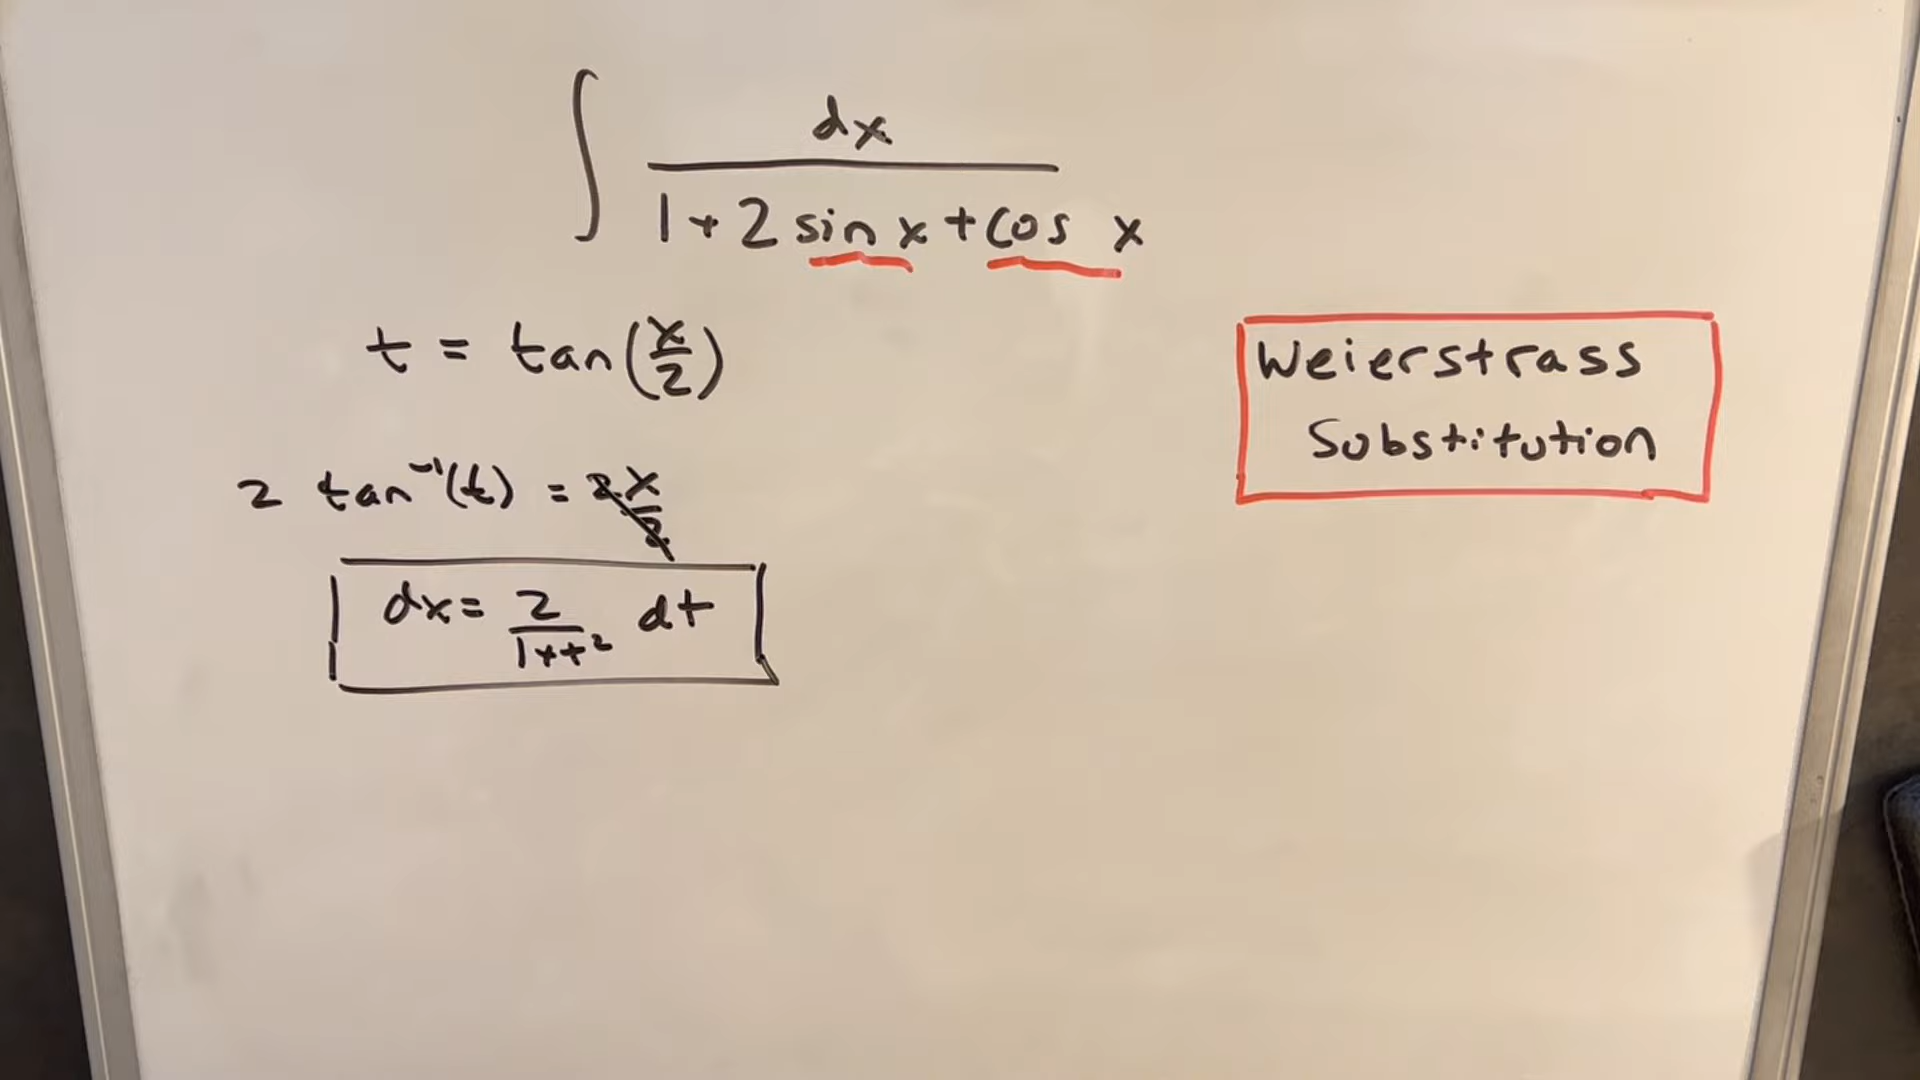 ∫ dx / (1 + 2 sin x + cos x)
t = tan(x/2)
Weierstrass
Substitution
2 tan⁻¹(t) = 2x/2
dx = 2/(1+t²) dt